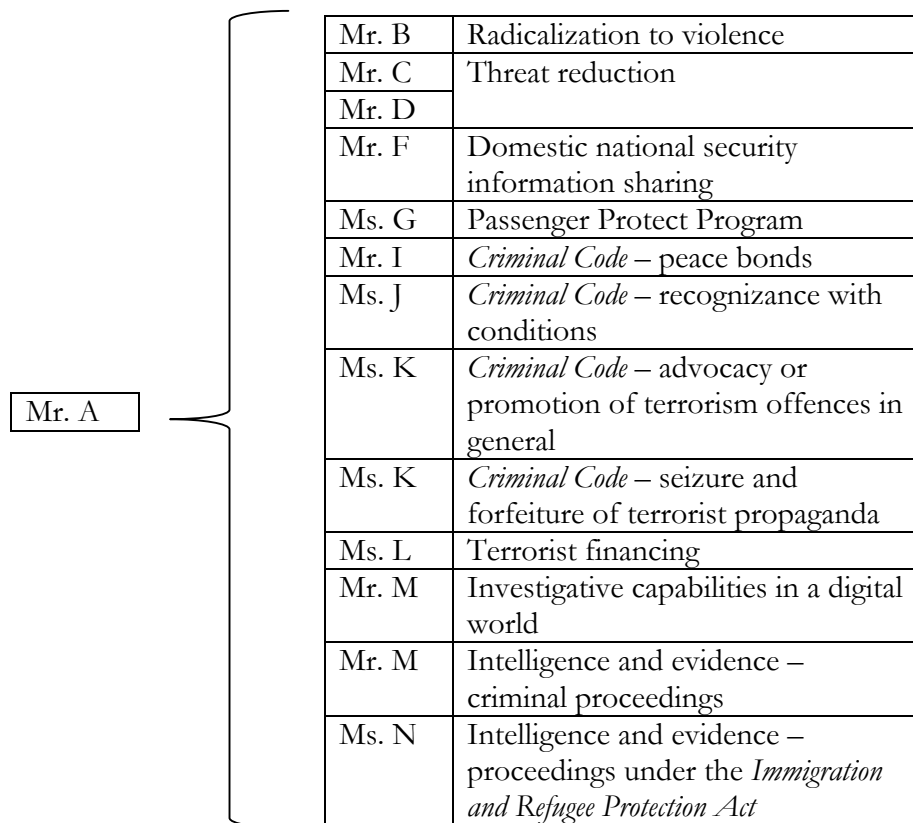 Mr. B Radicalization to violence
Mr. C Threat reduction
Mr. D
Mr. F Domestic national security
information sharing
Ms. G Passenger Protect Program
Mr. I Criminal Code – peace bonds
Ms. J Criminal Code – recognizance with
conditions
Ms. K Criminal Code – advocacy or
promotion of terrorism offences in
general
Mr. A
Ms. K Criminal Code – seizure and
forfeiture of terrorist propaganda
Ms. L Terrorist financing
Mr. M Investigative capabilities in a digital
world
Mr. M Intelligence and evidence –
criminal proceedings
Ms. N Intelligence and evidence –
proceedings under the Immigration
and Refugee Protection Act